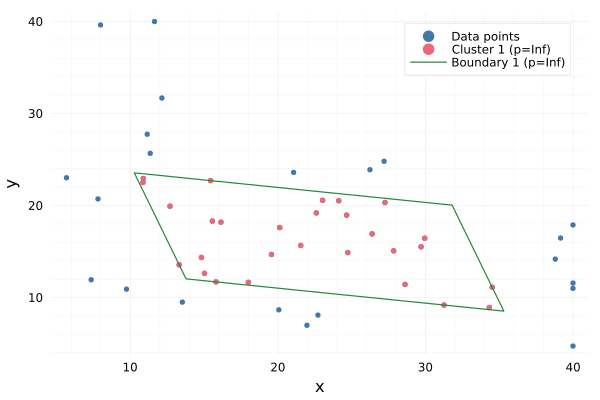 40
30
20
10
y
Data points
Cluster 1 (p=Inf)
Boundary 1 (p=Inf)
10 20 30 40
x